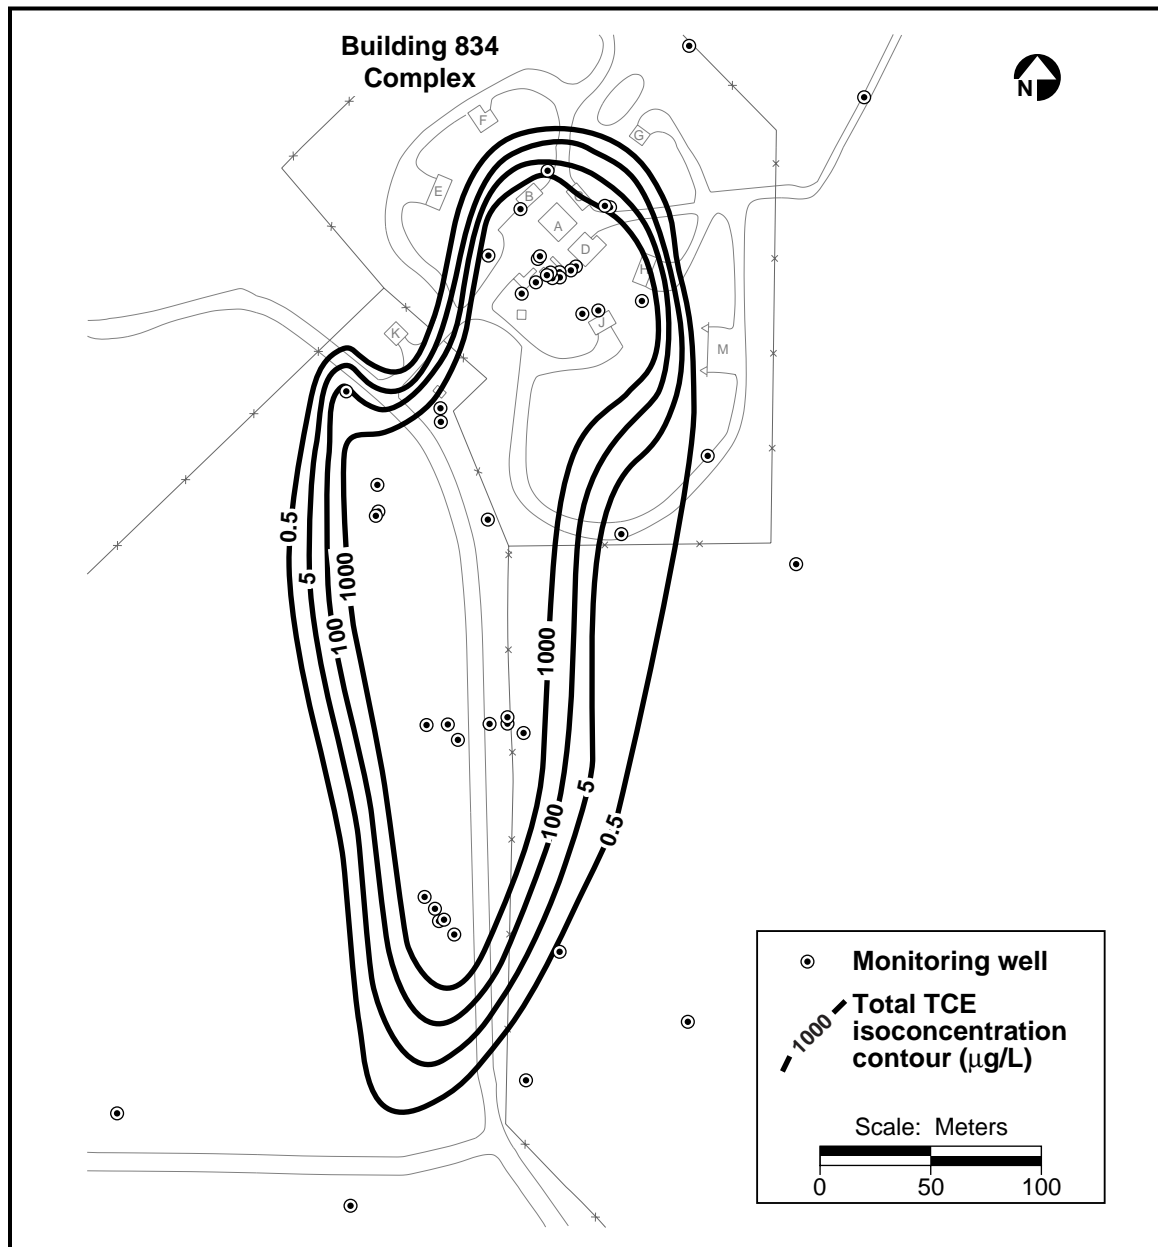 Building 834
Complex
N
F
G
E
B
C
A
D
H
J
K
M
0.5
5
1000
100
1000
5
100
0.5
Monitoring well
1000
Total TCE
isoconcentration
contour (µg/L)
Scale: Meters
0 50 100